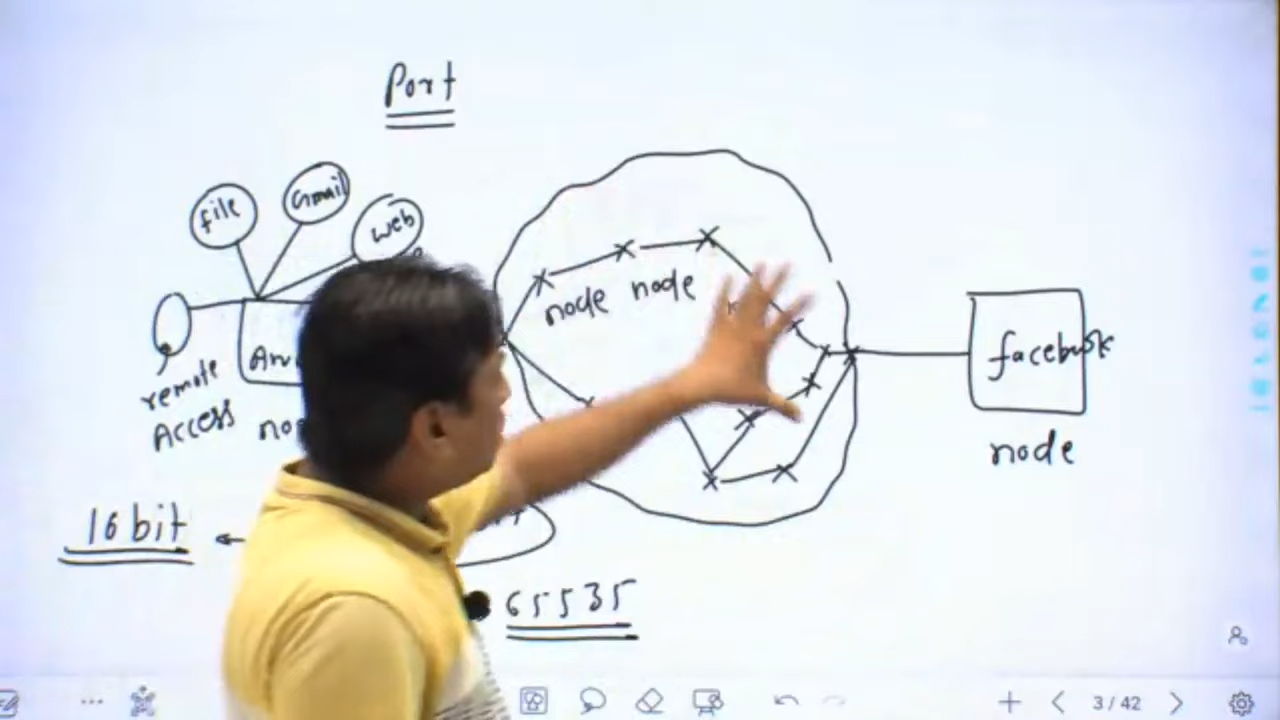 Port
file
Gmail
web
node node
facebook
remote
Access
node
16 bit
65535
3 / 42